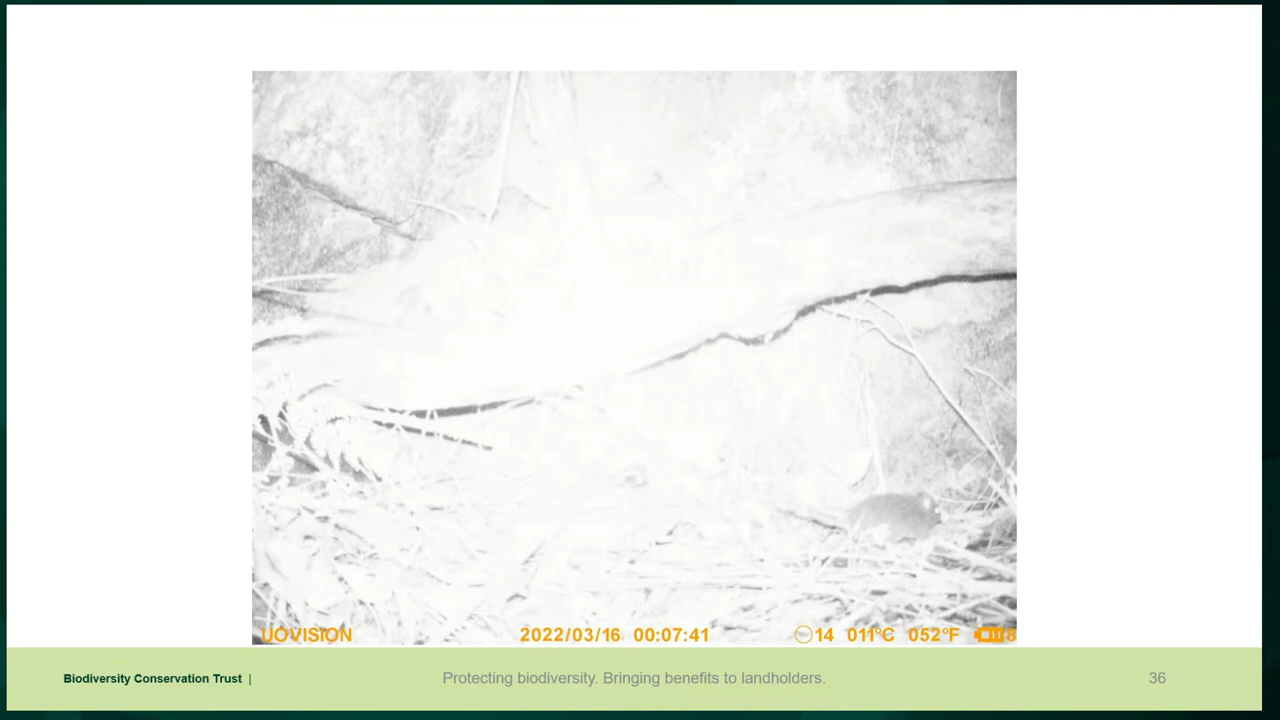 UOVISION 2022/03/16 00:07:41 14 011°C 052°F
Biodiversity Conservation Trust | Protecting biodiversity. Bringing benefits to landholders. 36